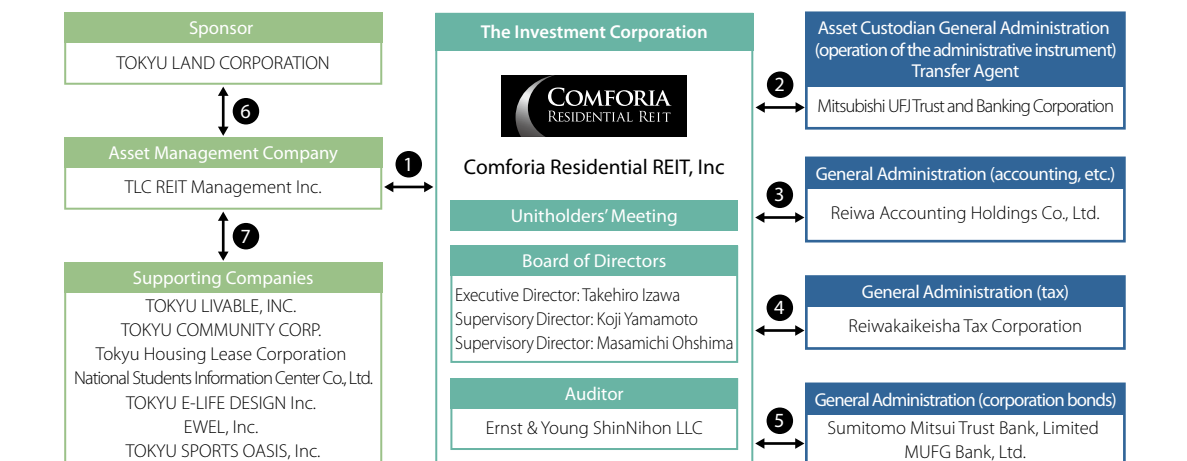 Sponsor
TOKYU LAND CORPORATION
6
Asset Management Company
TLC REIT Management Inc.
7
Supporting Companies
TOKYU LIVABLE, INC.
TOKYU COMMUNITY CORP.
Tokyu Housing Lease Corporation
National Students Information Center Co., Ltd.
TOKYU E-LIFE DESIGN Inc.
EWEL, Inc.
TOKYU SPORTS OASIS, Inc.
1
The Investment Corporation
COMFORIA
RESIDENTIAL REIT
Comforia Residential REIT, Inc
Unitholders’ Meeting
Board of Directors
Executive Director: Takehiro Izawa
Supervisory Director: Koji Yamamoto
Supervisory Director: Masamichi Ohshima
Auditor
Ernst & Young ShinNihon LLC
2
Asset Custodian General Administration
(operation of the administrative instrument)
Transfer Agent
Mitsubishi UFJ Trust and Banking Corporation
3
General Administration (accounting, etc.)
Reiwa Accounting Holdings Co., Ltd.
4
General Administration (tax)
Reiwakaikeisha Tax Corporation
5
General Administration (corporation bonds)
Sumitomo Mitsui Trust Bank, Limited
MUFG Bank, Ltd.